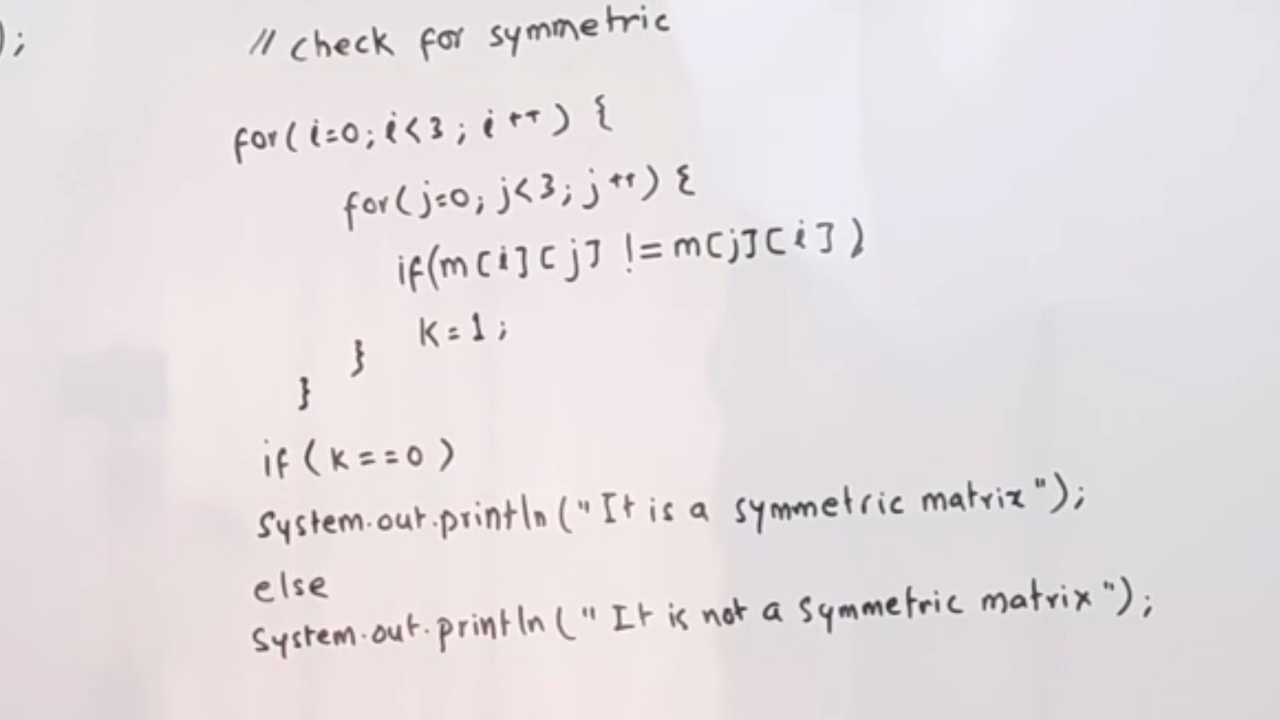 );
// check for symmetric
for(i=0; i<3; i++) {
for(j=0; j<3; j++) {
if(m[i][j] != m[j][i])
k=1;
}
}
if (k==0)
System.out.println("It is a symmetric matrix");
else
System.out.println("It is not a symmetric matrix");